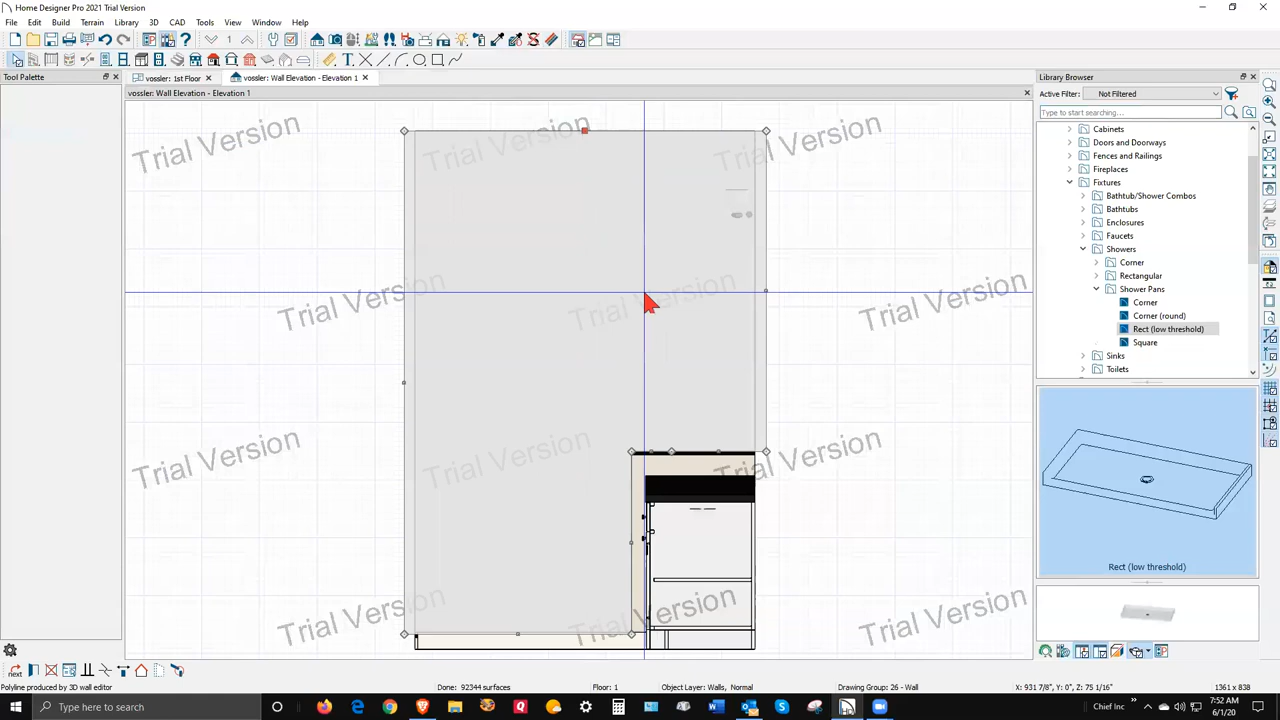 Home Designer Pro 2021 Trial Version
File Edit Build Terrain Library 3D CAD Tools View Window Help
1
Tool Palette
vossler: 1st Floor
vossler: Wall Elevation - Elevation 1
vossler: Wall Elevation - Elevation 1
Library Browser
Active Filter: Not Filtered
Type to start searching...
Cabinets
Doors and Doorways
Fences and Railings
Fireplaces
Fixtures
Bathtub/Shower Combos
Bathtubs
Enclosures
Faucets
Showers
Corner
Rectangular
Shower Pans
Corner
Corner (round)
Rect (low threshold)
Square
Sinks
Toilets
Trial Version Trial Version Trial Version
Trial Version Trial Version Trial Version
Trial Version Trial Version Trial Version
Trial Version Trial Version Trial Version
Rect (low threshold)
next
Polyline produced by 3D wall editor
Done: 92344 surfaces
Floor: 1
Object Layer: Walls, Normal
Drawing Group: 26 - Wall
X: 931 7/8", Y: 0", Z: 75 1/16"
1361 x 838
Type here to search
Chief Inc
7:52 AM
6/1/20